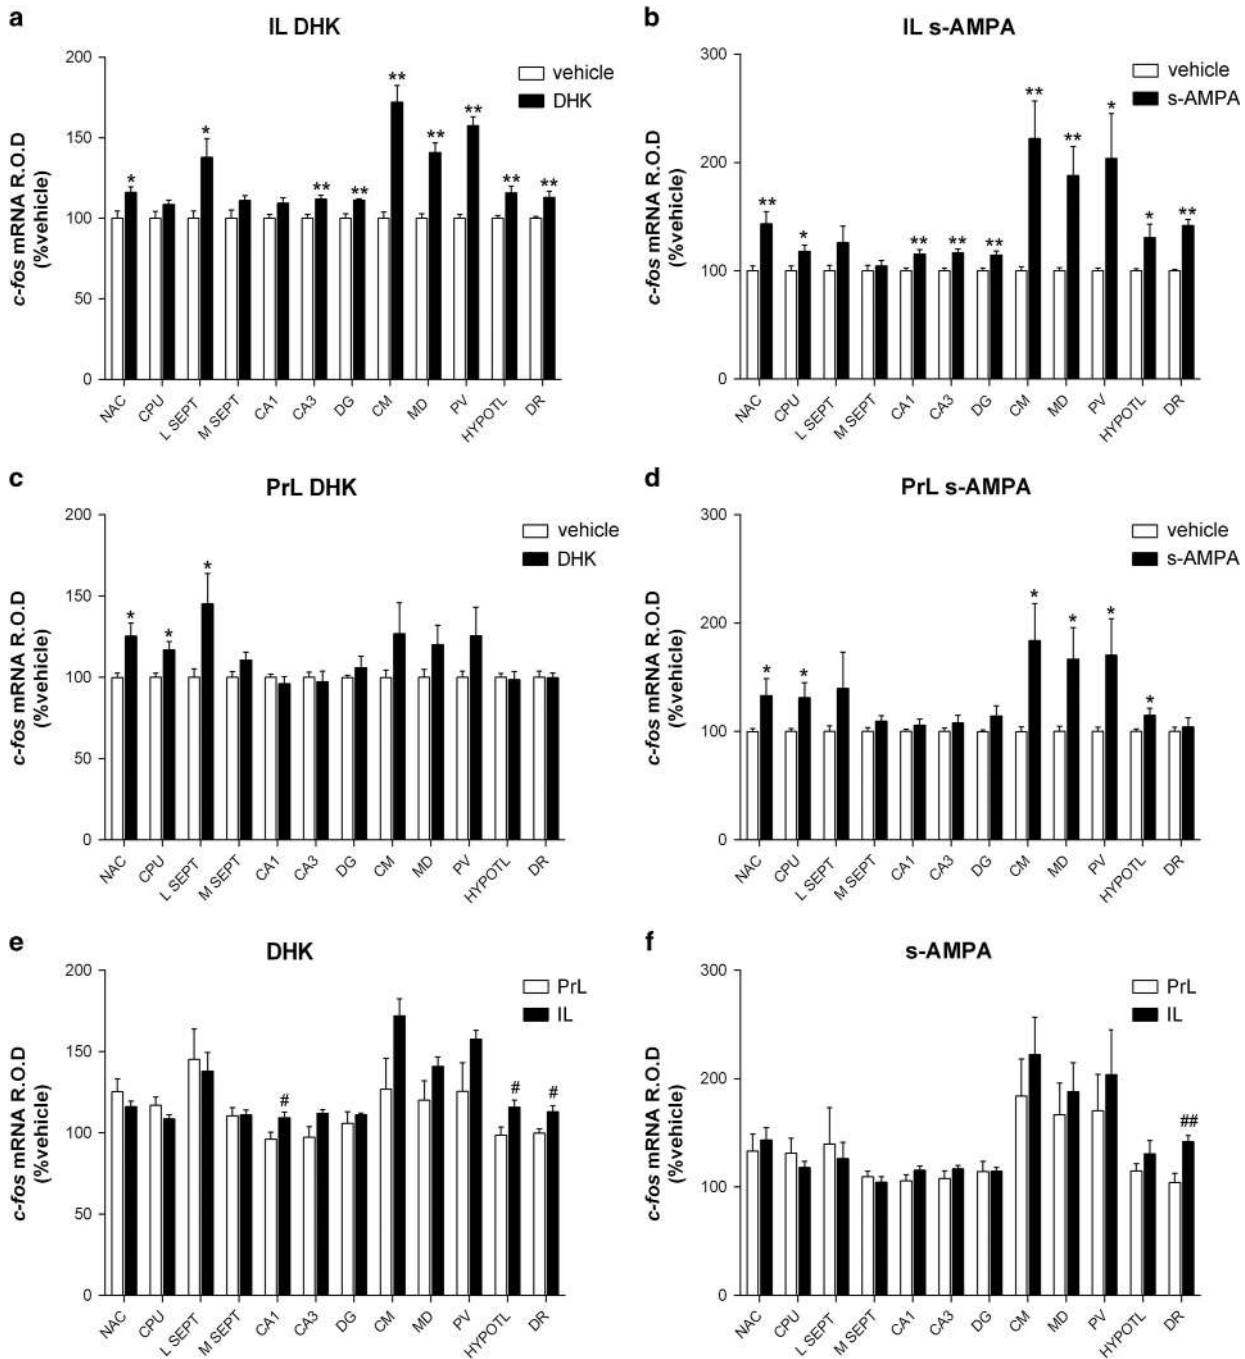 a
IL DHK
200
150
100
50
0
c-fos mRNA R.O.D
(%vehicle)
vehicle
DHK
* * ** ** ** ** ** ** **
NAC CPU L SEPT M SEPT CA1 CA3 DG CM MD PV HYPOTL DR
b
IL s-AMPA
300
200
100
0
c-fos mRNA R.O.D
(%vehicle)
vehicle
s-AMPA
** * ** ** ** ** ** * * **
NAC CPU L SEPT M SEPT CA1 CA3 DG CM MD PV HYPOTL DR
c
PrL DHK
200
150
100
50
0
c-fos mRNA R.O.D
(%vehicle)
vehicle
DHK
* * *
NAC CPU L SEPT M SEPT CA1 CA3 DG CM MD PV HYPOTL DR
d
PrL s-AMPA
300
200
100
0
c-fos mRNA R.O.D
(%vehicle)
vehicle
s-AMPA
* * * * * *
NAC CPU L SEPT M SEPT CA1 CA3 DG CM MD PV HYPOTL DR
e
DHK
200
150
100
50
0
c-fos mRNA R.O.D
(%vehicle)
PrL
IL
# # #
NAC CPU L SEPT M SEPT CA1 CA3 DG CM MD PV HYPOTL DR
f
s-AMPA
300
200
100
0
c-fos mRNA R.O.D
(%vehicle)
PrL
IL
##
NAC CPU L SEPT M SEPT CA1 CA3 DG CM MD PV HYPOTL DR